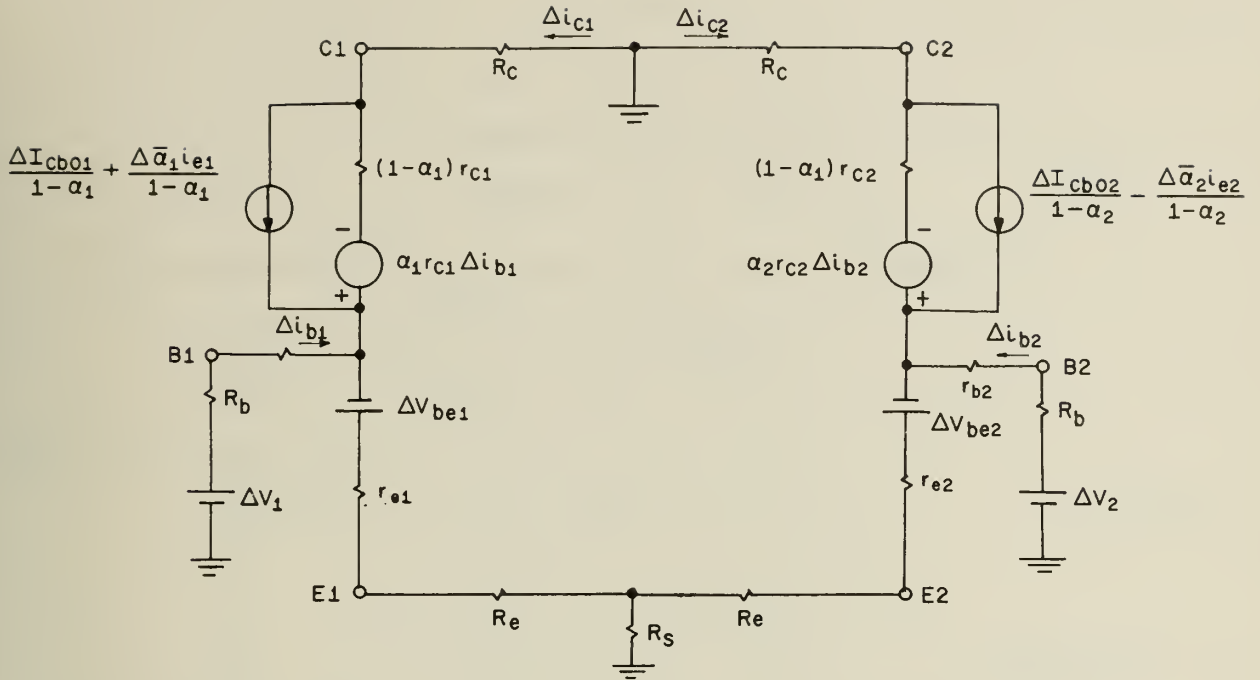 Δi_C1 Δi_C2
C1 R_C R_C C2
ΔI_cbo1 / 1-α_1 + Δᾱ_1 i_e1 / 1-α_1
(1-α_1) r_C1
(1-α_1) r_C2
ΔI_cbo2 / 1-α_2 - Δᾱ_2 i_e2 / 1-α_2
- -
α_1 r_C1 Δi_b1
α_2 r_C2 Δi_b2
+ +
Δi_b1
Δi_b2
B1
r_b2
B2
R_b
ΔV_be1
ΔV_be2
R_b
r_e1
r_e2
ΔV_1
ΔV_2
E1 R_e R_e E2
R_S